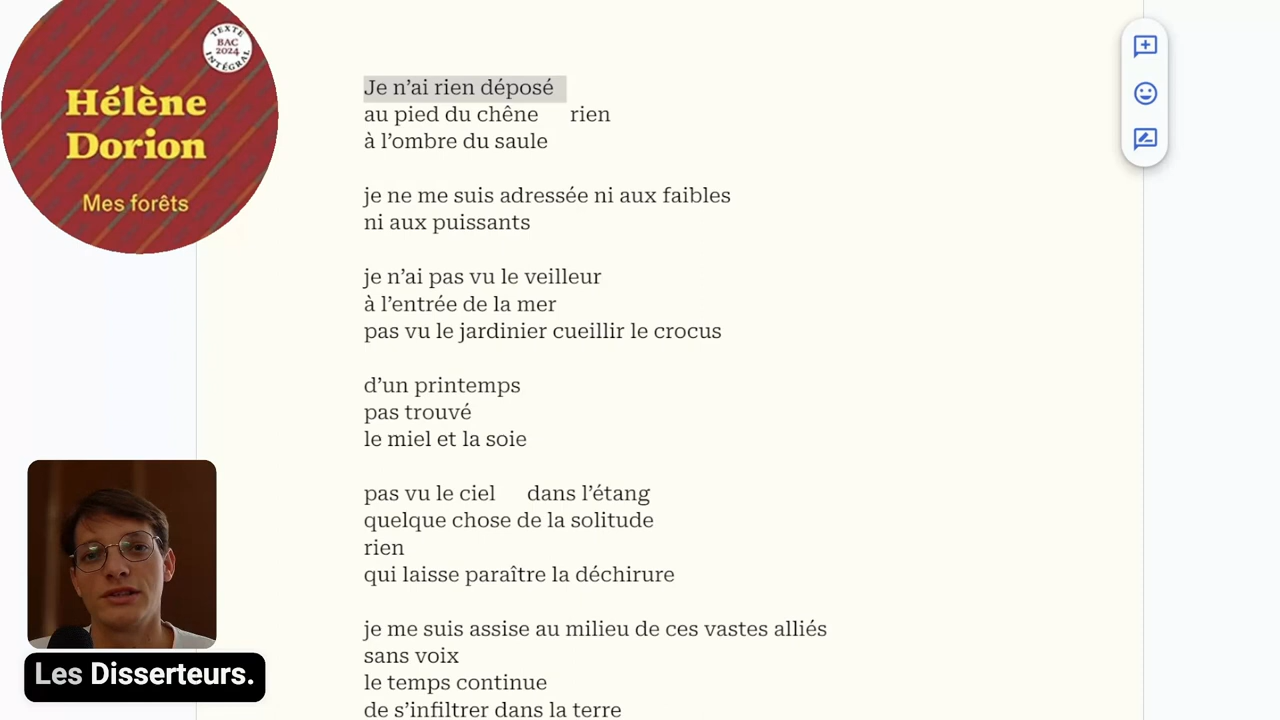 TEXTE
BAC
2024
INTÉGRAL
Hélène
Dorion
Mes forêts
Je n’ai rien déposé
au pied du chêne rien
à l’ombre du saule
je ne me suis adressée ni aux faibles
ni aux puissants
je n’ai pas vu le veilleur
à l’entrée de la mer
pas vu le jardinier cueillir le crocus
d’un printemps
pas trouvé
le miel et la soie
pas vu le ciel dans l’étang
quelque chose de la solitude
rien
qui laisse paraître la déchirure
je me suis assise au milieu de ces vastes alliés
sans voix
le temps continue
de s’infiltrer dans la terre
Les Disserteurs.